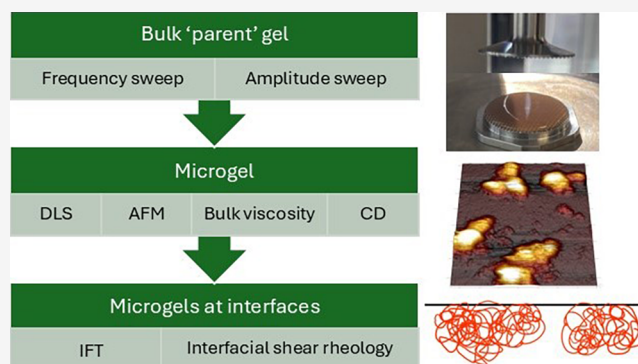 Bulk ‘parent’ gel
Frequency sweep
Amplitude sweep
Microgel
DLS
AFM
Bulk viscosity
CD
Microgels at interfaces
IFT
Interfacial shear rheology